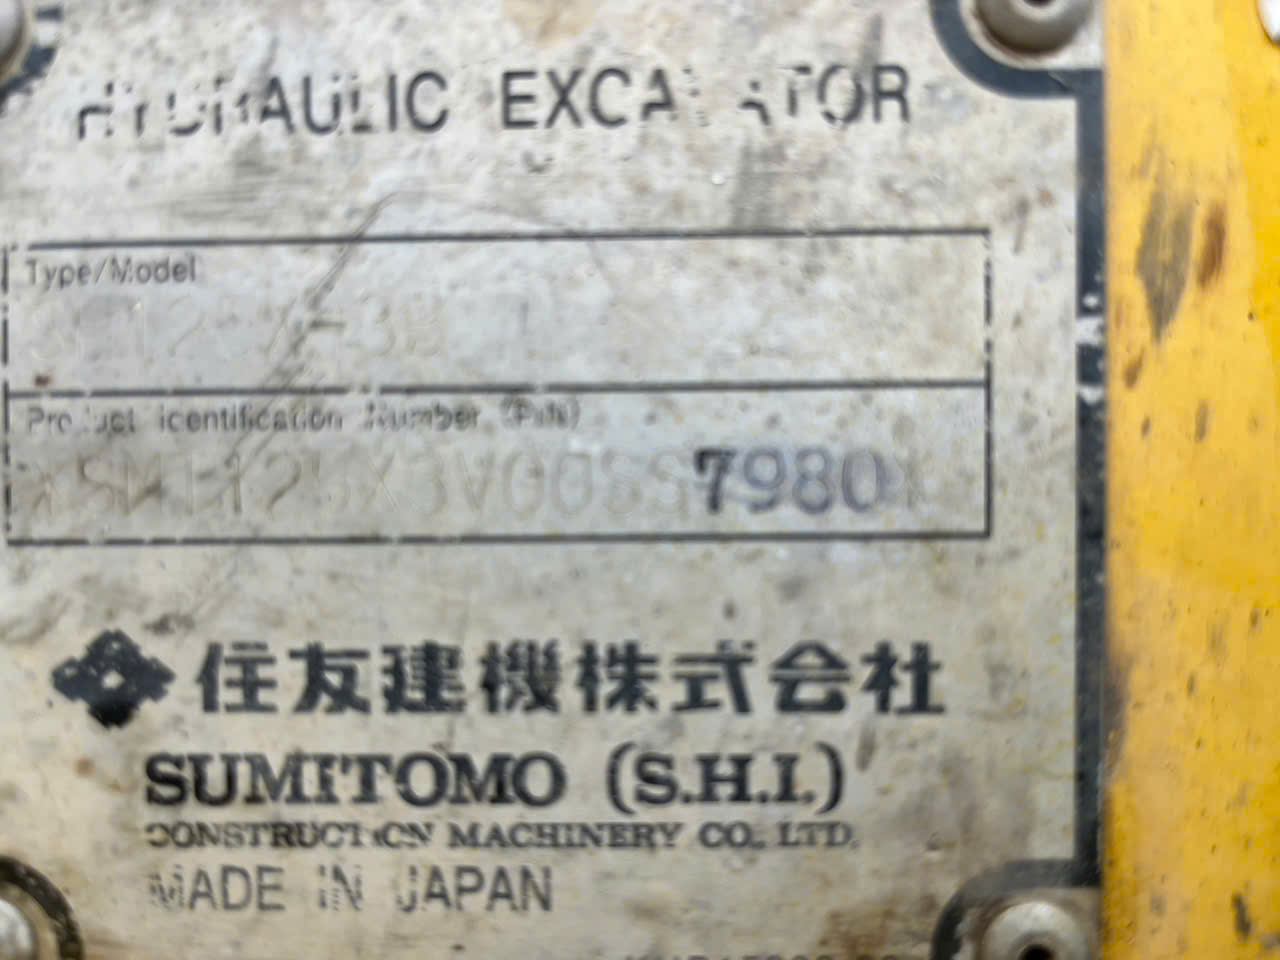 HYDRAULIC EXCAVATOR
Type/Model
Product Identification Number (PIN)
7980
住友建機株式会社
SUMITOMO (S.H.I.)
CONSTRUCTION MACHINERY CO., LTD.
MADE IN JAPAN